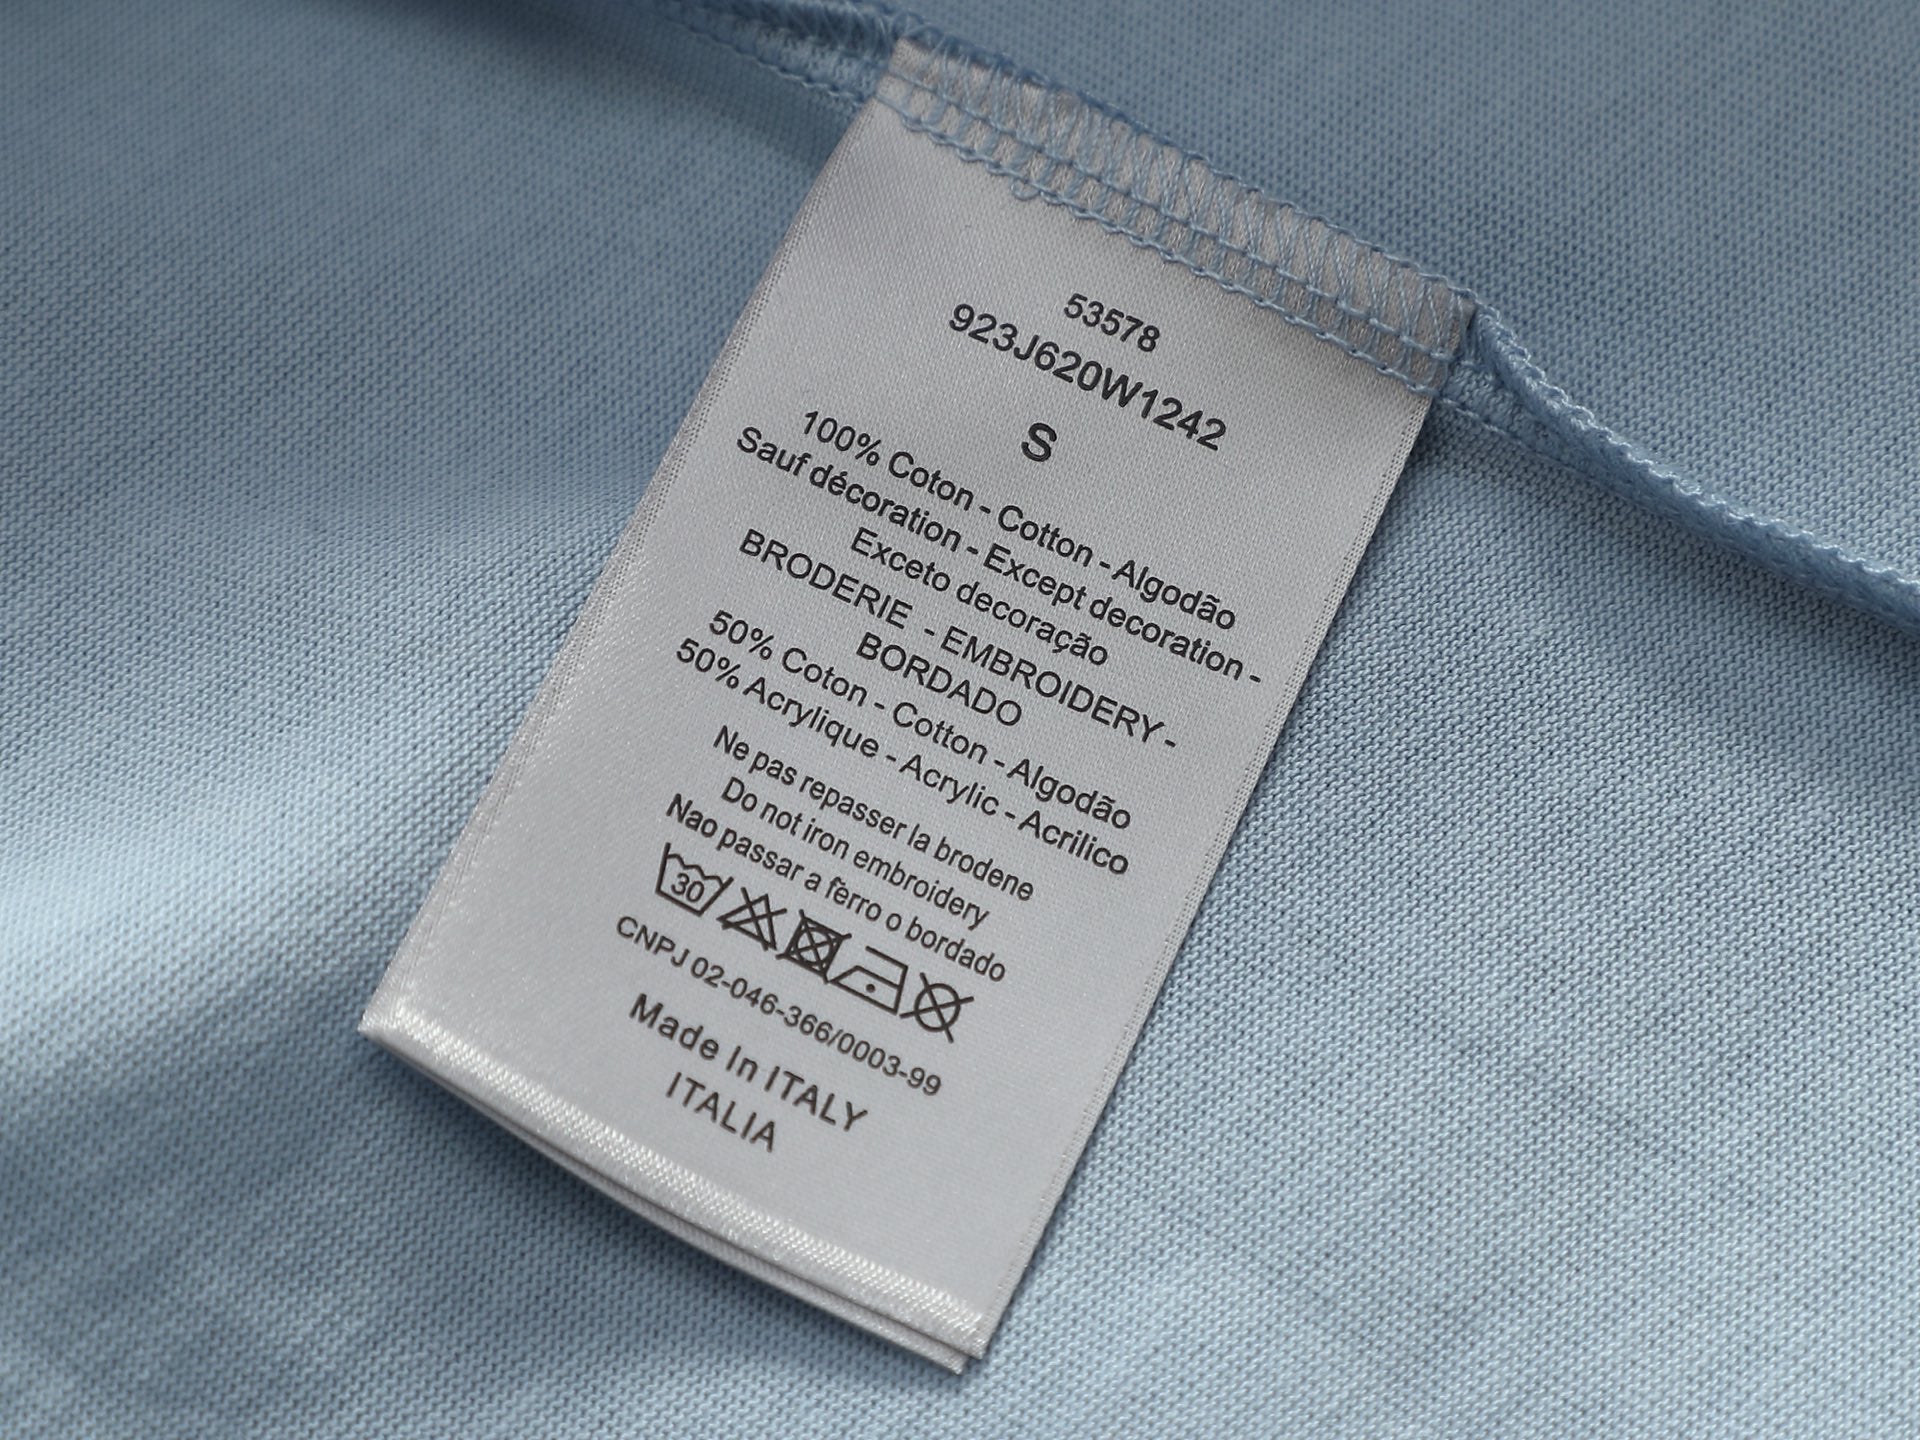 53578
923J620W1242
S
100% Coton - Cotton - Algodão
Sauf décoration - Except decoration -
Exceto decoração
BRODERIE - EMBROIDERY -
BORDADO
50% Coton - Cotton - Algodão
50% Acrylique - Acrylic - Acrilico
Ne pas repasser la brodene
Do not iron embroidery
Nao passar a ferro o bordado
30
CNPJ 02-046-366/0003-99
Made In ITALY
ITALIA